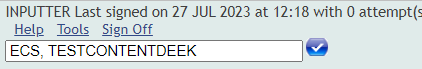 INPUTTER Last signed on 27 JUL 2023 at 12:18 with 0 attempt(s
Help Tools Sign Off
ECS, TESTCONTENTDEEK